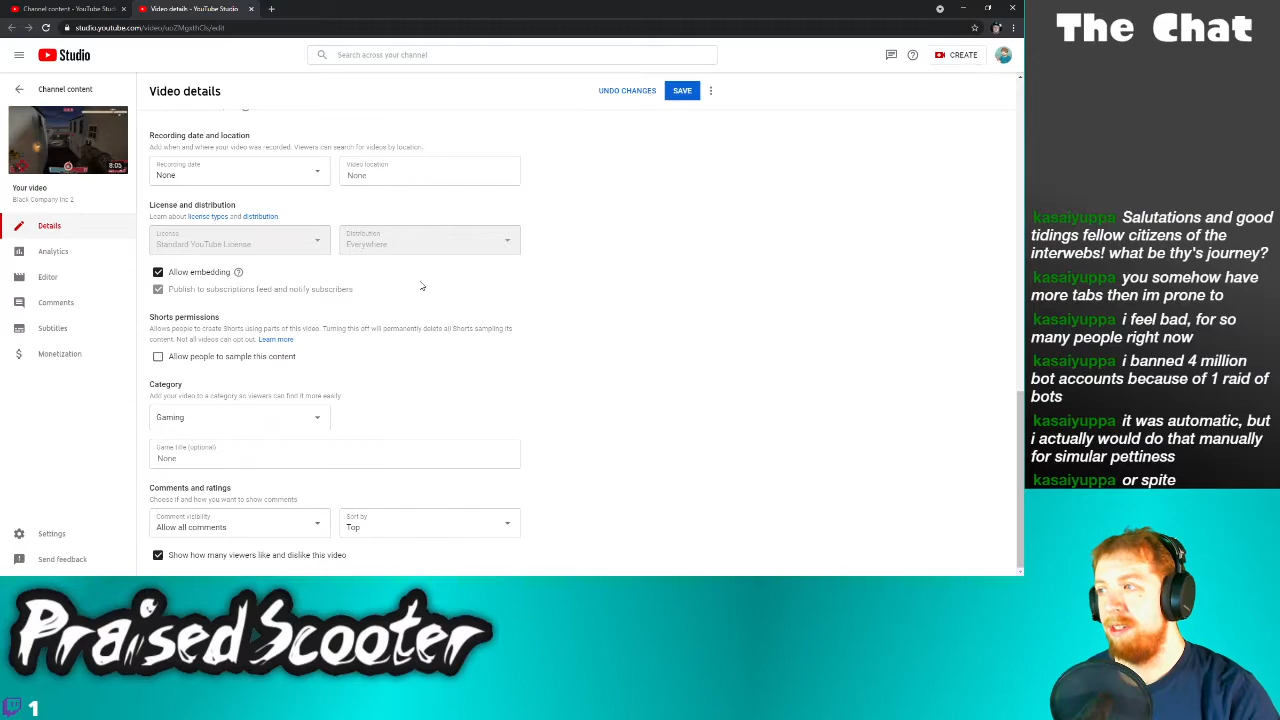 Channel content - YouTube Stud
Video details - YouTube Studio
studio.youtube.com/video/uoZMgxthCls/edit
Studio
Search across your channel
CREATE
Channel content
8:05
Your video
Black Company Inc 2
Details
Analytics
Editor
Comments
Subtitles
Monetization
Settings
Send feedback
Video details
UNDO CHANGES
SAVE
Recording date and location
Add when and where your video was recorded. Viewers can search for videos by location.
Recording date
None
Video location
None
License and distribution
Learn about license types and distribution.
License
Standard YouTube License
Distribution
Everywhere
Allow embedding
Publish to subscriptions feed and notify subscribers
Shorts permissions
Allows people to create Shorts using parts of this video. Turning this off will permanently delete all Shorts sampling its
content. Not all videos can opt out. Learn more
Allow people to sample this content
Category
Add your video to a category so viewers can find it more easily
Gaming
Game title (optional)
None
Comments and ratings
Choose if and how you want to show comments
Comment visibility
Allow all comments
Sort by
Top
Show how many viewers like and dislike this video
The Chat
kasaiyuppa Salutations and good
tidings fellow citizens of the
interwebs! what be thy's journey?
kasaiyuppa you somehow have
more tabs then im prone to
kasaiyuppa i feel bad, for so
many people right now
kasaiyuppa i banned 4 million
bot accounts because of 1 raid of
bots
kasaiyuppa it was automatic, but
i actually would do that manually
for simular pettiness
kasaiyuppa or spite
PraisedScooter
1